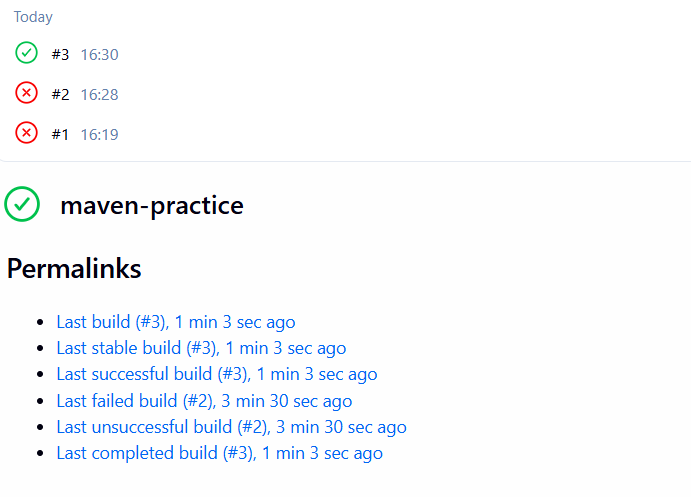 Today
#3 16:30
#2 16:28
#1 16:19
maven-practice
Permalinks
Last build (#3), 1 min 3 sec ago
Last stable build (#3), 1 min 3 sec ago
Last successful build (#3), 1 min 3 sec ago
Last failed build (#2), 3 min 30 sec ago
Last unsuccessful build (#2), 3 min 30 sec ago
Last completed build (#3), 1 min 3 sec ago